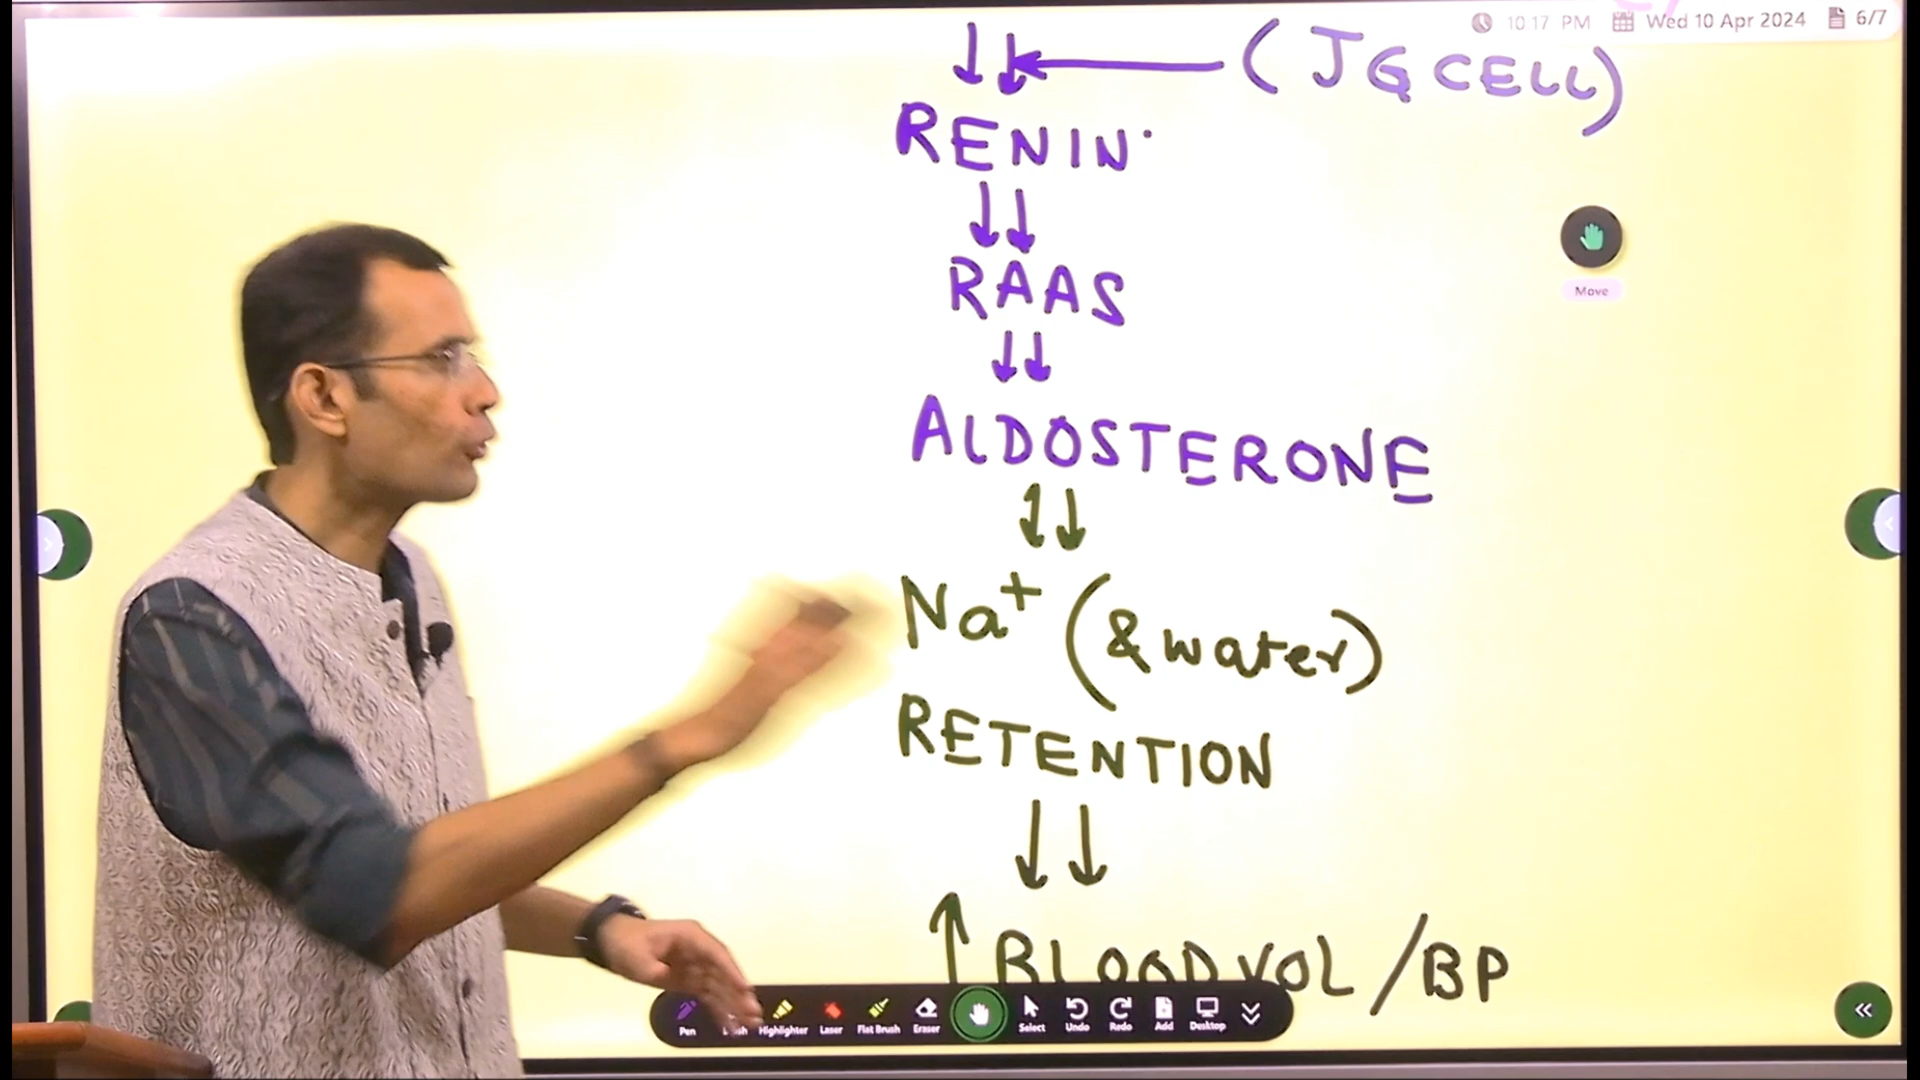 10:17 PM Wed 10 Apr 2024 6/7
(JG CELL)
RENIN
RAAS
Move
ALDOSTERONE
Na+ (& water)
RETENTION
↑ BLOOD VOL / BP
Pen Highlighter Laser Flat Brush Eraser Select Undo Redo Add Desktop